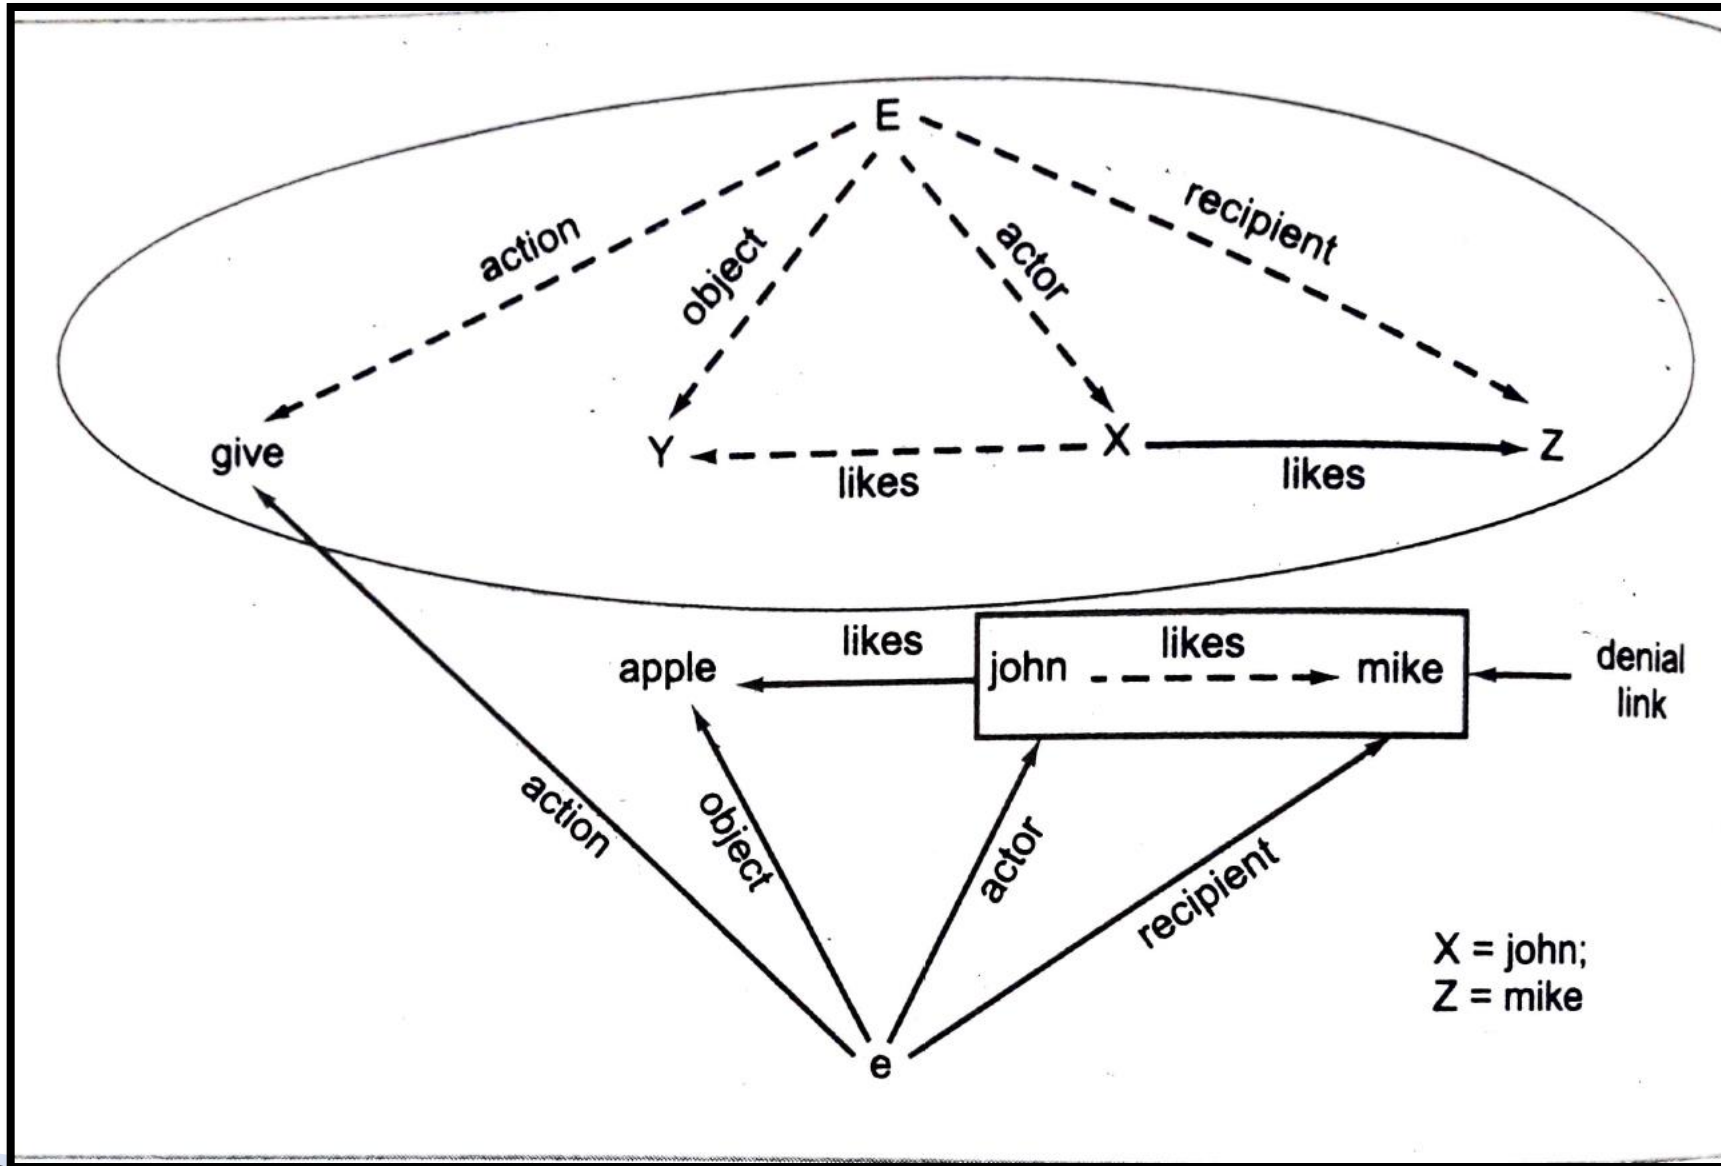 E
action
object
actor
recipient
give
Y
X
Z
likes
likes
apple
likes
john
likes
mike
denial
link
action
object
actor
recipient
X = john;
Z = mike
e